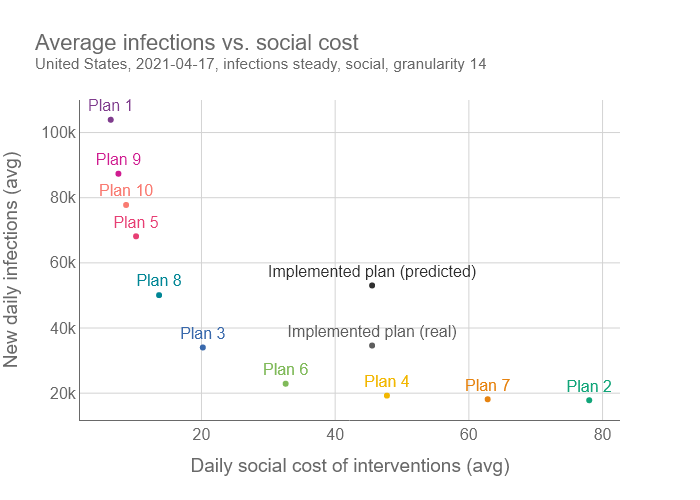 Average infections vs. social cost
United States, 2021-04-17, infections steady, social, granularity 14
New daily infections (avg)
100k
80k
60k
40k
20k
Plan 1
Plan 9
Plan 10
Plan 5
Plan 8
Implemented plan (predicted)
Plan 3
Implemented plan (real)
Plan 6
Plan 4
Plan 7
Plan 2
20
40
60
80
Daily social cost of interventions (avg)